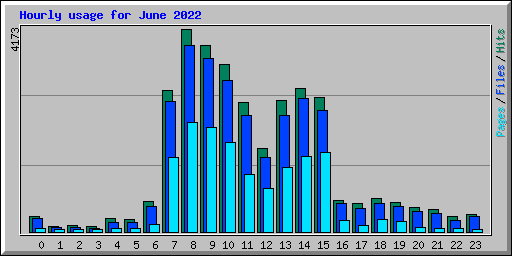 Hourly usage for June 2022
4173
Pages/Files/Hits
0 1 2 3 4 5 6 7 8 9 10 11 12 13 14 15 16 17 18 19 20 21 22 23